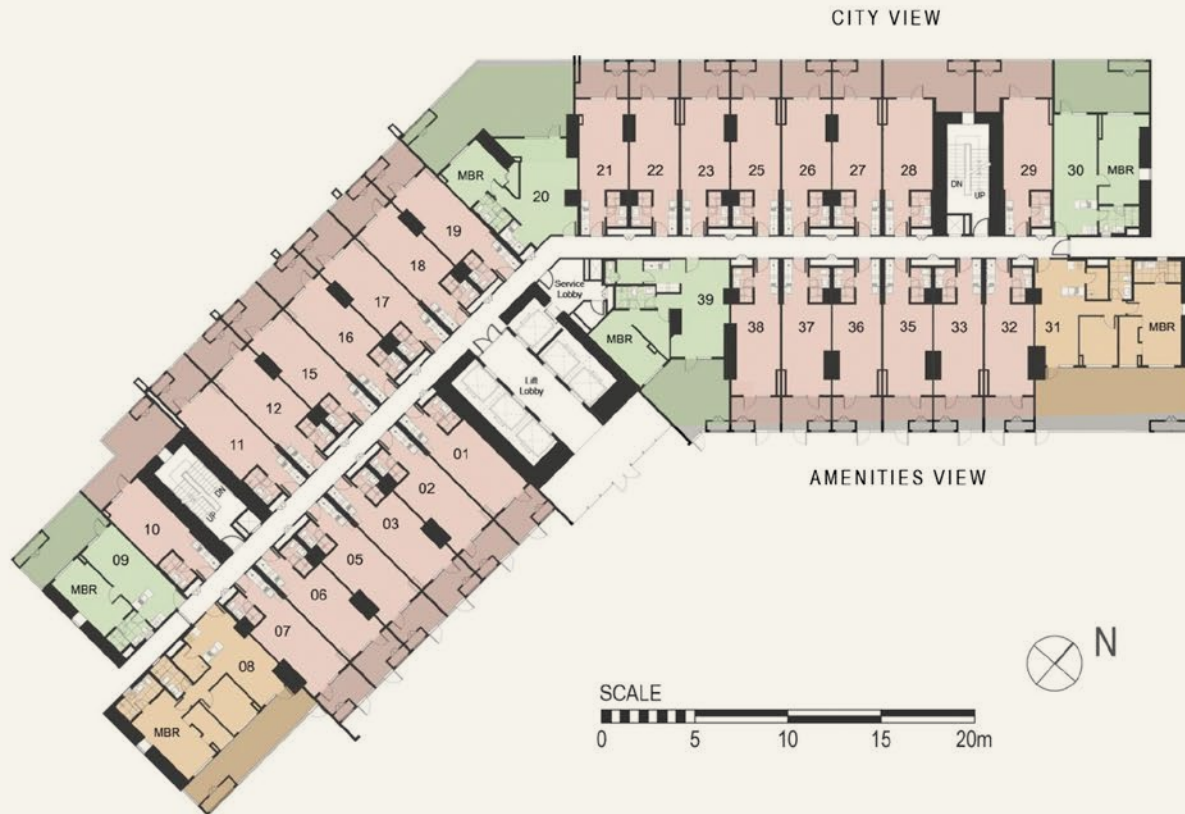 CITY VIEW
MBR
20
21
22
23
25
26
27
28
DN
UP
29
30
MBR
19
18
17
16
15
12
11
10
09
MBR
DN
UP
Service
Lobby
Lift
Lobby
39
MBR
38
37
36
35
33
32
31
MBR
01
02
03
05
06
07
08
MBR
AMENITIES VIEW
N
SCALE
0 5 10 15 20m